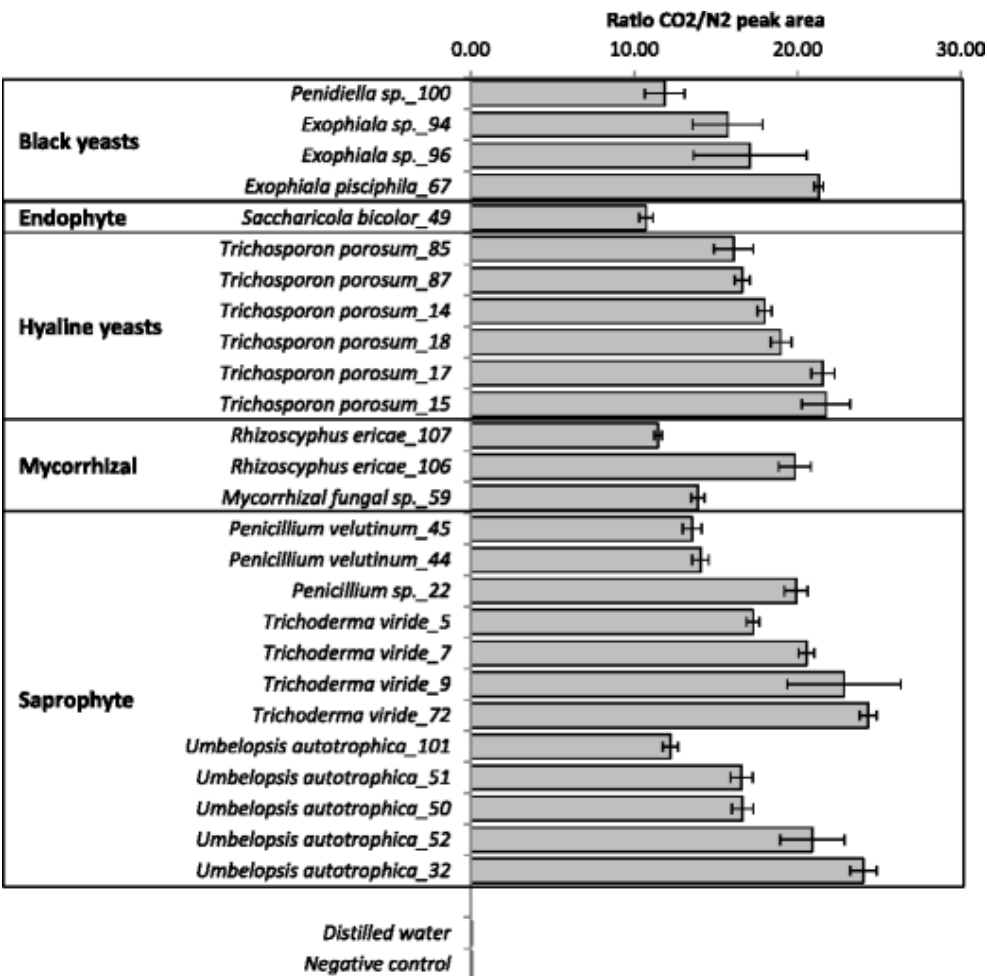 Ratio CO2/N2 peak area
0.00 10.00 20.00 30.00
Black yeasts
Penidiella sp._100
Exophiala sp._94
Exophiala sp._96
Exophiala pisciphila_67
Endophyte
Saccharicola bicolor_49
Hyaline yeasts
Trichosporon porosum_85
Trichosporon porosum_87
Trichosporon porosum_14
Trichosporon porosum_18
Trichosporon porosum_17
Trichosporon porosum_15
Mycorrhizal
Rhizoscyphus ericae_107
Rhizoscyphus ericae_106
Mycorrhizal fungal sp._59
Saprophyte
Penicillium velutinum_45
Penicillium velutinum_44
Penicillium sp._22
Trichoderma viride_5
Trichoderma viride_7
Trichoderma viride_9
Trichoderma viride_72
Umbelopsis autotrophica_101
Umbelopsis autotrophica_51
Umbelopsis autotrophica_50
Umbelopsis autotrophica_52
Umbelopsis autotrophica_32
Distilled water
Negative control